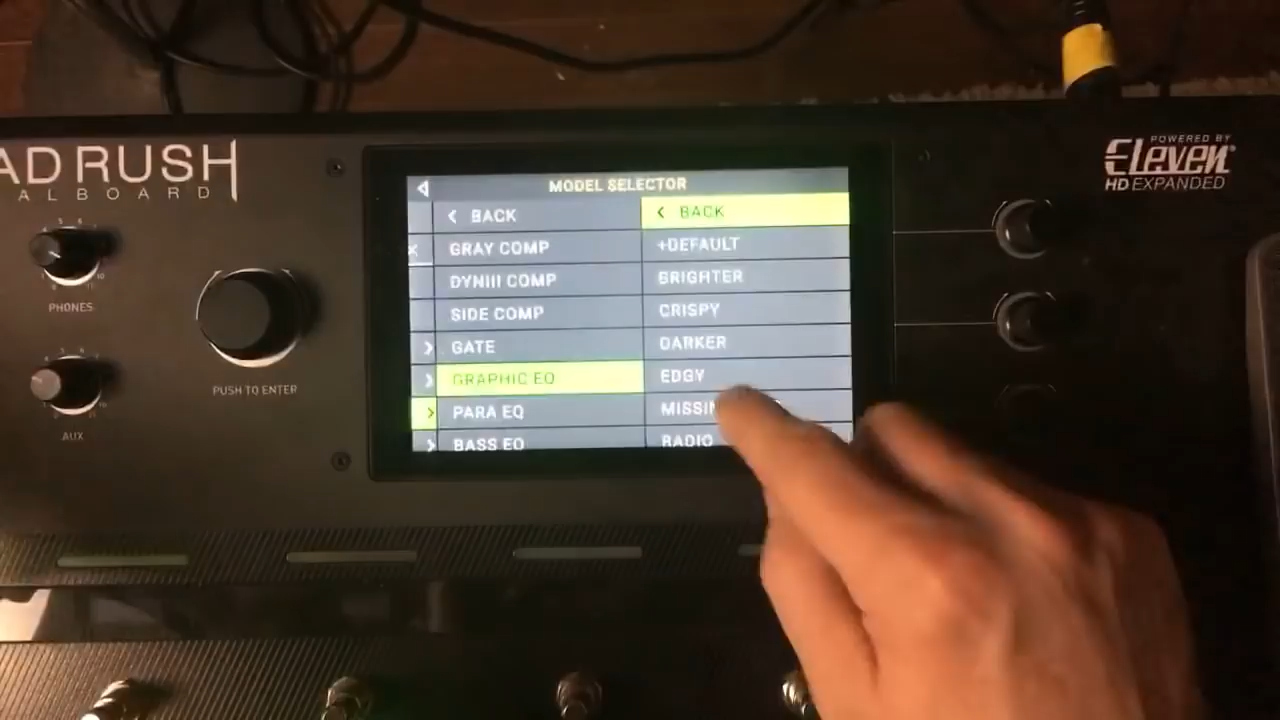 AD RUSH
ALBOARD
PHONES
AUX
PUSH TO ENTER
MODEL SELECTOR
BACK
GRAY COMP
DYNIII COMP
SIDE COMP
GATE
GRAPHIC EQ
PARA EQ
BASS EQ
BACK
+DEFAULT
BRIGHTER
CRISPY
DARKER
EDGY
RADIO
POWERED BY
Eleven
HD EXPANDED